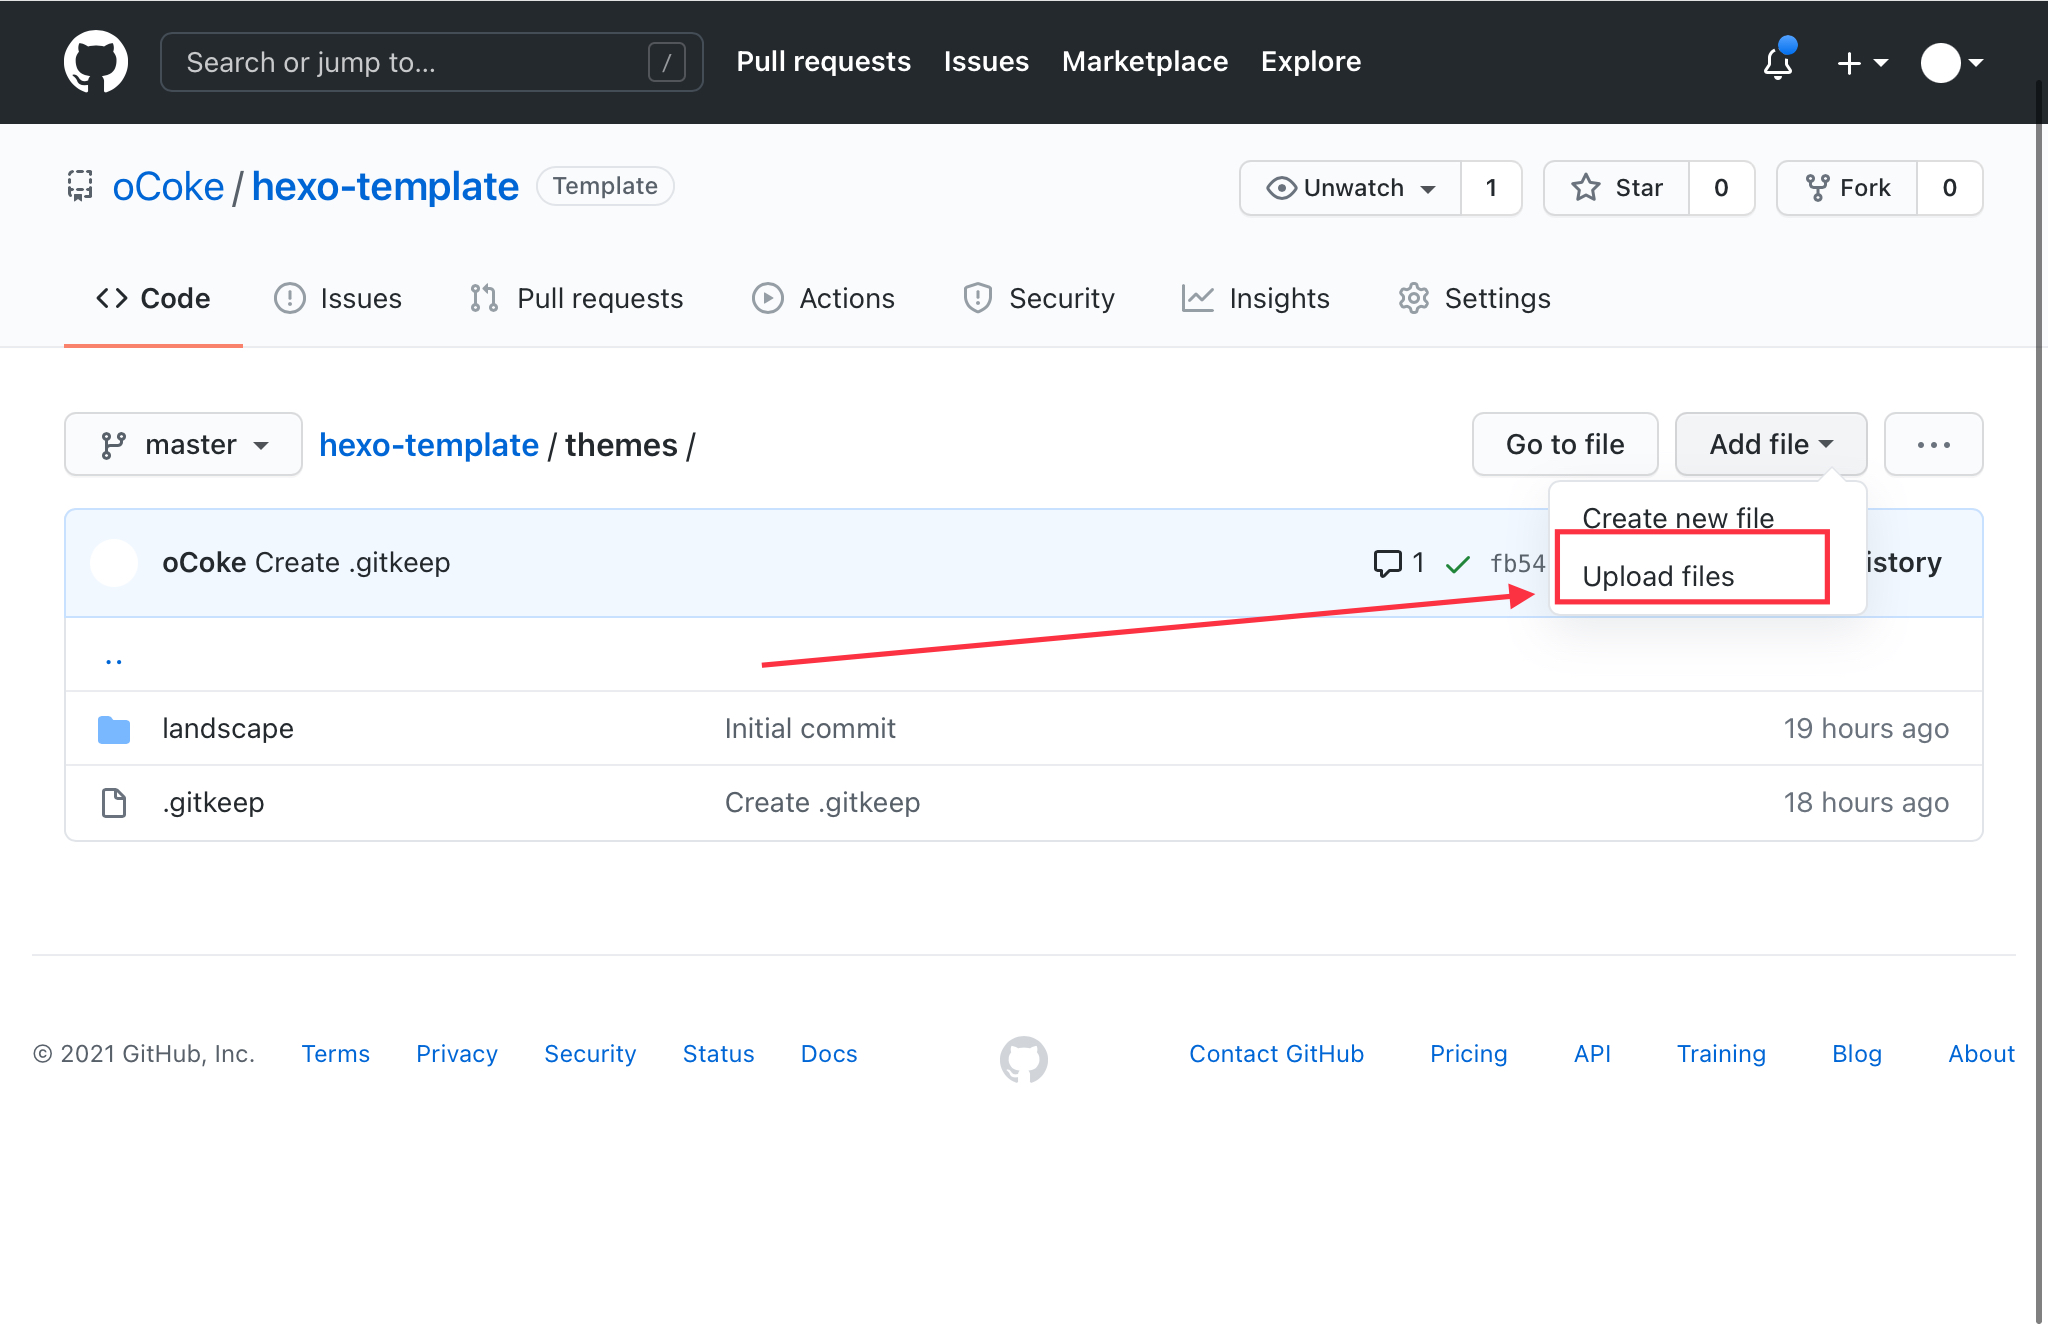 Search or jump to... / Pull requests Issues Marketplace Explore
oCoke / hexo-template Template Unwatch 1 Star 0 Fork 0
Code Issues Pull requests Actions Security Insights Settings
master hexo-template / themes / Go to file Add file ...
Create new file
oCoke Create .gitkeep 1 fb54 istory
Upload files
..
landscape Initial commit 19 hours ago
.gitkeep Create .gitkeep 18 hours ago
© 2021 GitHub, Inc. Terms Privacy Security Status Docs Contact GitHub Pricing API Training Blog About